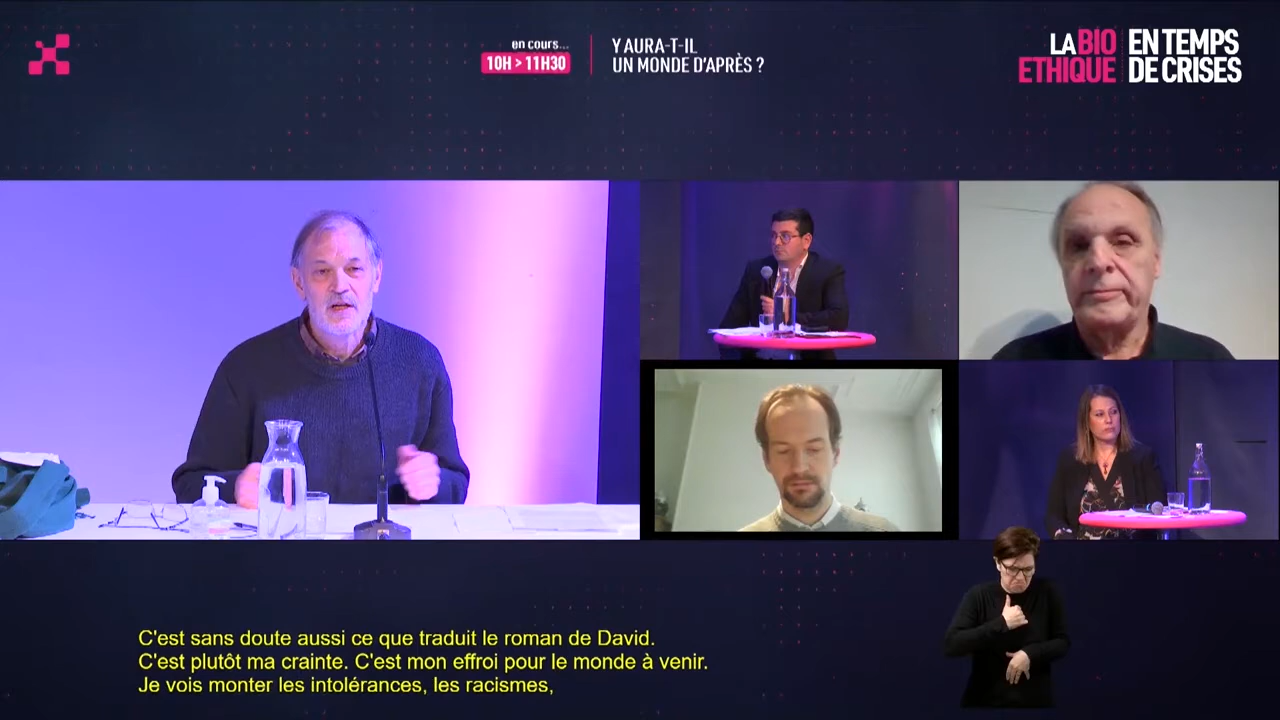 en cours...
10H > 11H30
Y AURA-T-IL
UN MONDE D'APRÈS ?
LA BIO
ETHIQUE
EN TEMPS
DE CRISES
C'est sans doute aussi ce que traduit le roman de David.
C'est plutôt ma crainte. C'est mon effroi pour le monde à venir.
Je vois monter les intolérances, les racismes,